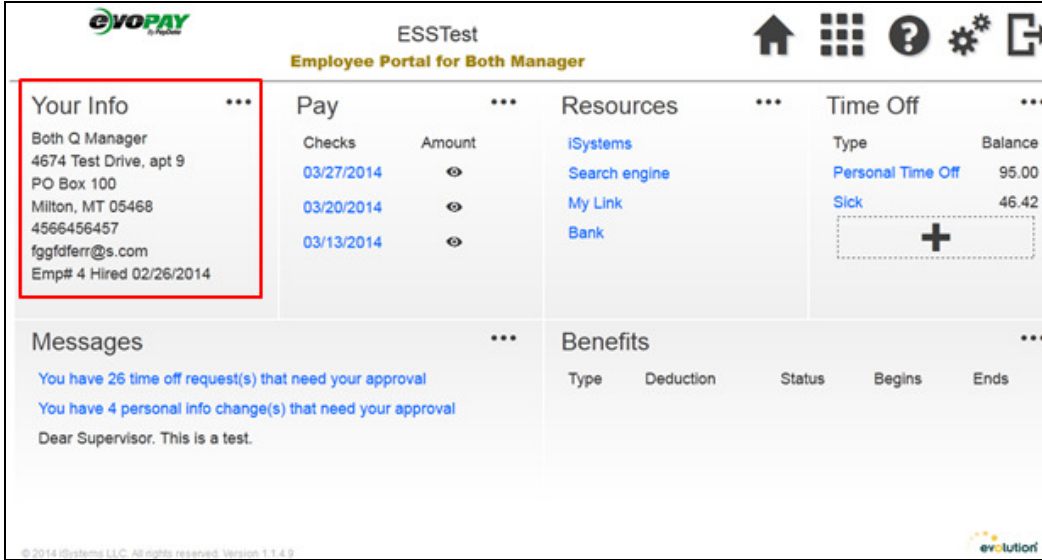 evoPAY
by PayData
ESSTest
Employee Portal for Both Manager
Your Info
Both Q Manager
4674 Test Drive, apt 9
PO Box 100
Milton, MT 05468
4566456457
fggfdferr@s.com
Emp# 4 Hired 02/26/2014
Pay
Checks Amount
03/27/2014
03/20/2014
03/13/2014
Resources
iSystems
Search engine
My Link
Bank
Time Off
Type Balance
Personal Time Off 95.00
Sick 46.42
Messages
You have 26 time off request(s) that need your approval
You have 4 personal info change(s) that need your approval
Dear Supervisor. This is a test.
Benefits
Type Deduction Status Begins Ends
© 2014 iSystems LLC. All rights reserved. Version 1.1.4.9
evolution